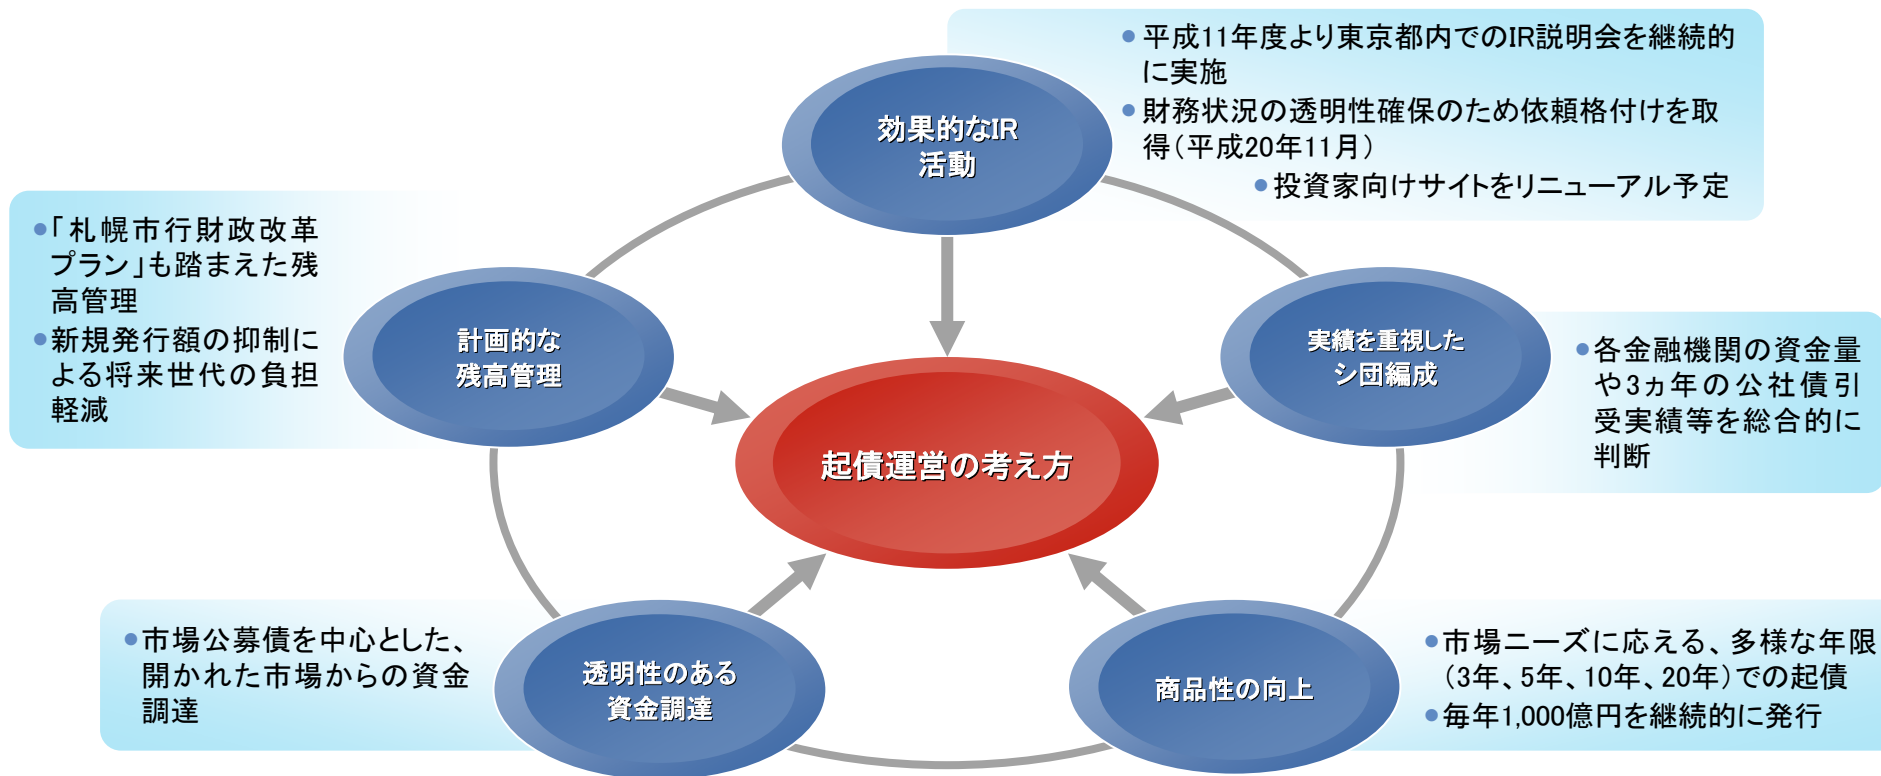 効果的なIR
活動
●平成11年度より東京都内でのIR説明会を継続的
に実施
●財務状況の透明性確保のため依頼格付けを取
得（平成20年11月）
●投資家向けサイトをリニューアル予定
●「札幌市行財政改革
プラン」も踏まえた残
高管理
●新規発行額の抑制に
よる将来世代の負担
軽減
計画的な
残高管理
実績を重視した
シ団編成
●各金融機関の資金量
や3ヵ年の公社債引
受実績等を総合的に
判断
起債運営の考え方
●市場公募債を中心とした、
開かれた市場からの資金
調達
透明性のある
資金調達
商品性の向上
●市場ニーズに応える、多様な年限
（3年、5年、10年、20年）での起債
●毎年1,000億円を継続的に発行